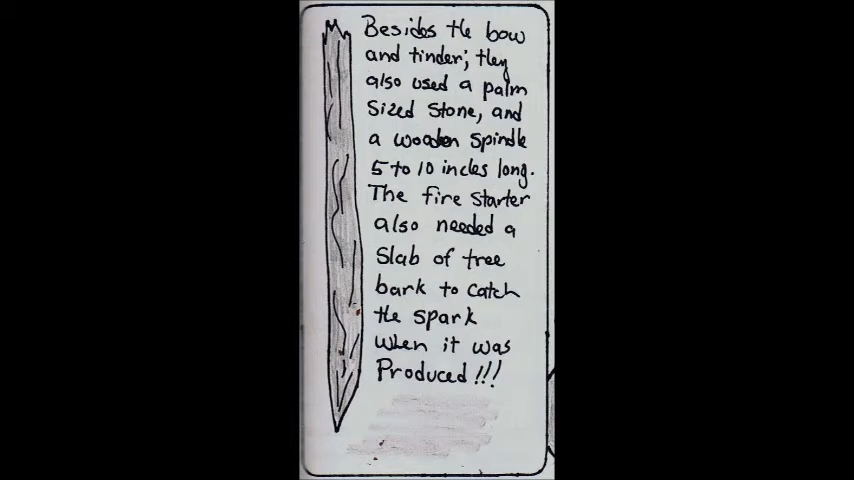 Besides the bow
and tinder; they
also used a palm
sized stone, and
a wooden spindle
5 to 10 inches long.
The fire starter
also needed a
slab of tree
bark to catch
the spark
when it was
Produced!!!